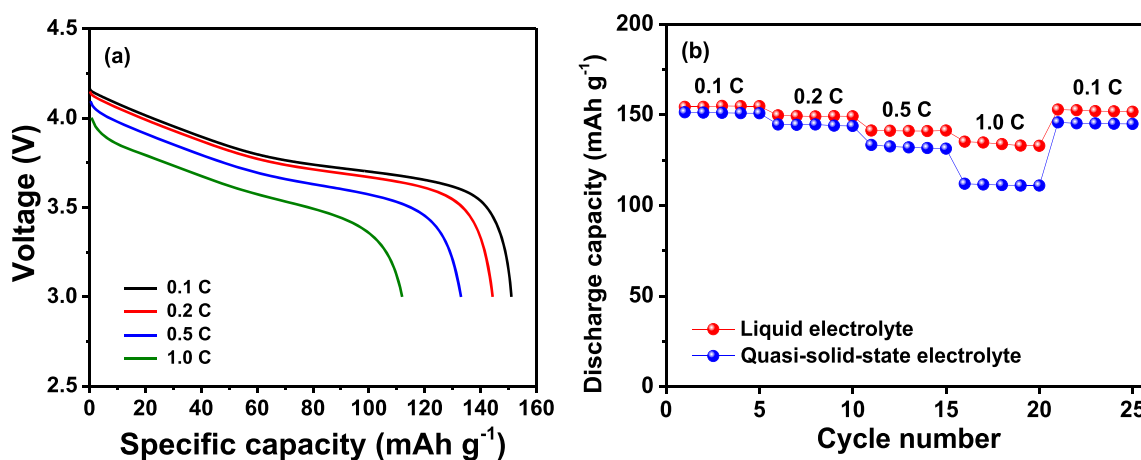 (a)
Voltage (V)
4.5
4.0
3.5
3.0
2.5
0.1 C
0.2 C
0.5 C
1.0 C
0 20 40 60 80 100 120 140 160
Specific capacity (mAh g⁻¹)
(b)
Discharge capacity (mAh g⁻¹)
200
150
100
50
0
0.1 C 0.2 C 0.5 C 1.0 C 0.1 C
Liquid electrolyte
Quasi-solid-state electrolyte
0 5 10 15 20 25
Cycle number